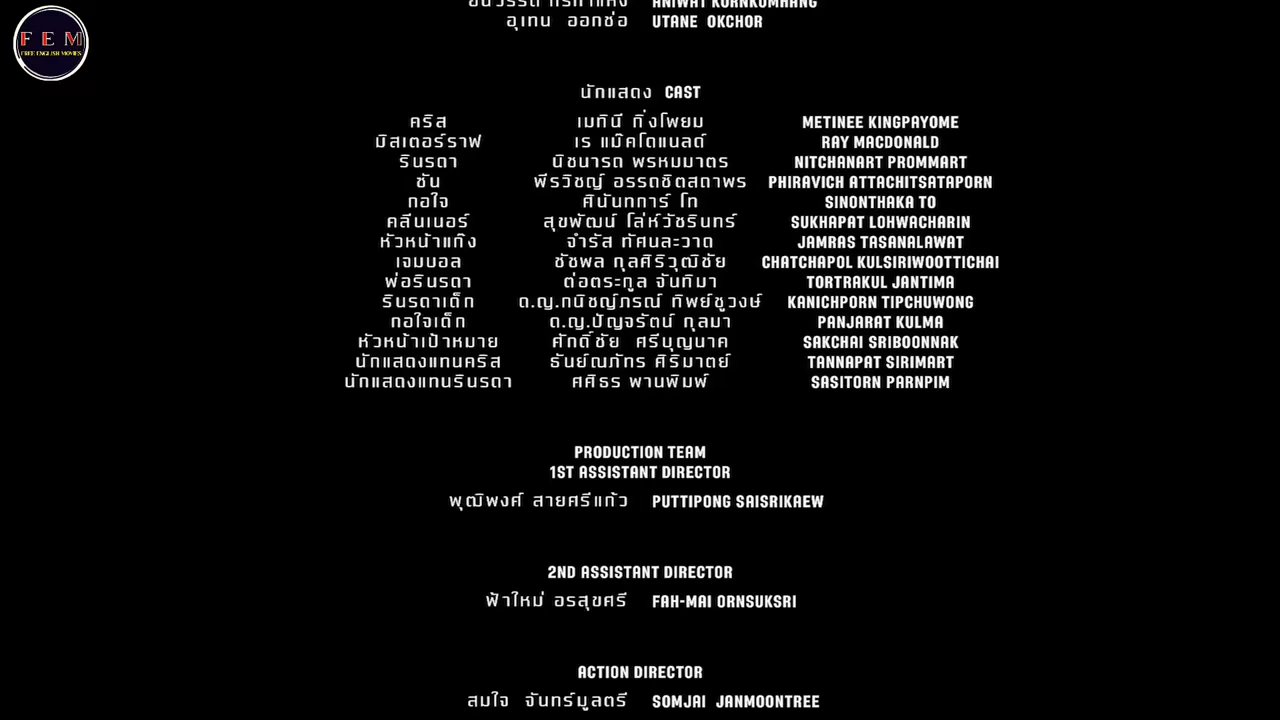 F E M
FREE ENGLISH MOVIES
ANIWAT KORNKUMHANG
อุเทน ออกช่อ UTANE OKCHOR
นักแสดง CAST
คริส เมทินี กิ่งโพยม METINEE KINGPAYOME
มิสเตอร์ราฟ เร แม๊คโดแนลด์ RAY MACDONALD
รินรดา นิชนารถ พรหมมาตร NITCHANART PROMMART
ซัน พีรวิชญ์ อรรถชิตสถาพร PHIRAVICH ATTACHITSATAPORN
กอใจ ศินันทการ์ โท SINONTHAKA TO
คลีนเนอร์ สุขพัฒน์ โล่ห์วัชรินทร์ SUKHAPAT LOHWACHARIN
หัวหน้าแก๊ง จำรัส ทัศนละวาด JAMRAS TASANALAWAT
เจมบอล ชัชพล กุลศิริวุฒิชัย CHATCHAPOL KULSIRIWOOTTICHAI
พ่อรินรดา ต่อตระกูล จันทิมา TORTRAKUL JANTIMA
รินรดาเด็ก ด.ญ.กนิชญ์ภรณ์ ทิพย์ชูวงษ์ KANICHPORN TIPCHUWONG
กอใจเด็ก ด.ญ.ปัญจรัตน์ กุลมา PANJARAT KULMA
หัวหน้าเป้าหมาย ศักดิ์ชัย ศรีบุญนาค SAKCHAI SRIBOONNAK
นักแสดงแทนคริส ธันย์ณภัทร ศิริมาตย์ TANNAPAT SIRIMART
นักแสดงแทนรินรดา ศศิธร พานพิมพ์ SASITORN PARNPIM
PRODUCTION TEAM
1ST ASSISTANT DIRECTOR
พุฒิพงศ์ สายศรีแก้ว PUTTIPONG SAISRIKAEW
2ND ASSISTANT DIRECTOR
ฟ้าใหม่ อรสุขศรี FAH-MAI ORNSUKSRI
ACTION DIRECTOR
สมใจ จันทร์มูลตรี SOMJAI JANMOONTREE